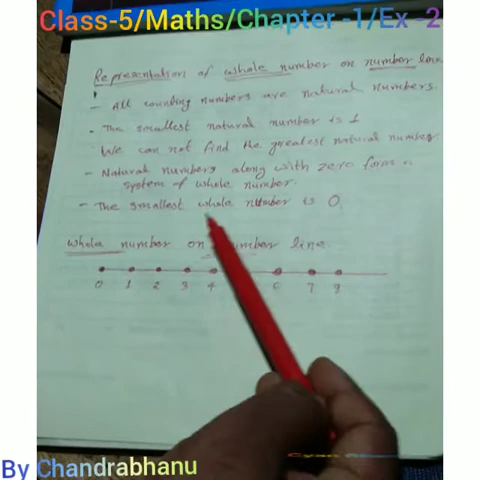 Class-5/Maths/Chapter -1/Ex -2
Representation of whole number on number line
- All counting numbers are natural numbers.
- The smallest natural number is 1
We can not find the greatest natural number
- Natural numbers along with zero form a
system of whole number.
- The smallest whole number is 0.
whole number on number line
0 1 2 3 4 6 7 8
By Chandrabhanu